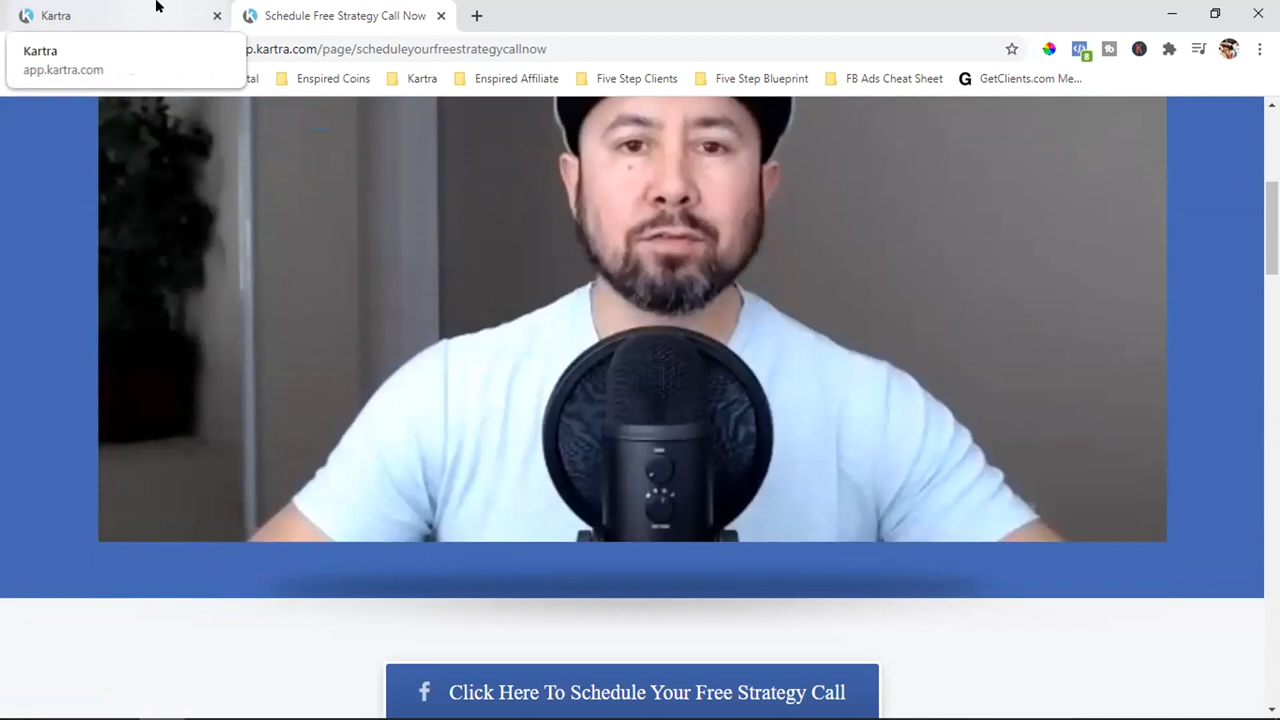 Kartra
Schedule Free Strategy Call Now
Kartra
app.kartra.com
p.kartra.com/page/scheduleyourfreestrategycallnow
8
tal
Enspired Coins
Kartra
Enspired Affiliate
Five Step Clients
Five Step Blueprint
FB Ads Cheat Sheet
G GetClients.com Me...
Click Here To Schedule Your Free Strategy Call